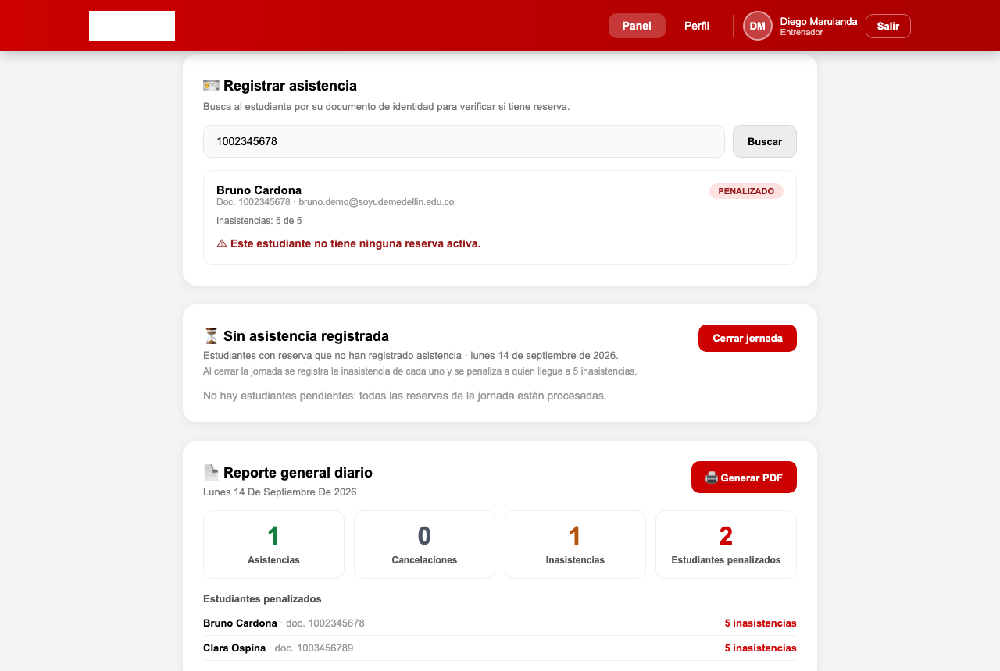 Panel
Perfil
DM
Diego Marulanda
Entrenador
Salir
Registrar asistencia
Busca al estudiante por su documento de identidad para verificar si tiene reserva.
1002345678
Buscar
Bruno Cardona
PENALIZADO
Doc. 1002345678 · bruno.demo@soyudemedellin.edu.co
Inasistencias: 5 de 5
⚠ Este estudiante no tiene ninguna reserva activa.
Sin asistencia registrada
Cerrar jornada
Estudiantes con reserva que no han registrado asistencia · lunes 14 de septiembre de 2026.
Al cerrar la jornada se registra la inasistencia de cada uno y se penaliza a quien llegue a 5 inasistencias.
No hay estudiantes pendientes: todas las reservas de la jornada están procesadas.
Reporte general diario
Generar PDF
Lunes 14 De Septiembre De 2026
1
Asistencias
0
Cancelaciones
1
Inasistencias
2
Estudiantes penalizados
Estudiantes penalizados
Bruno Cardona · doc. 1002345678
5 inasistencias
Clara Ospina · doc. 1003456789
5 inasistencias